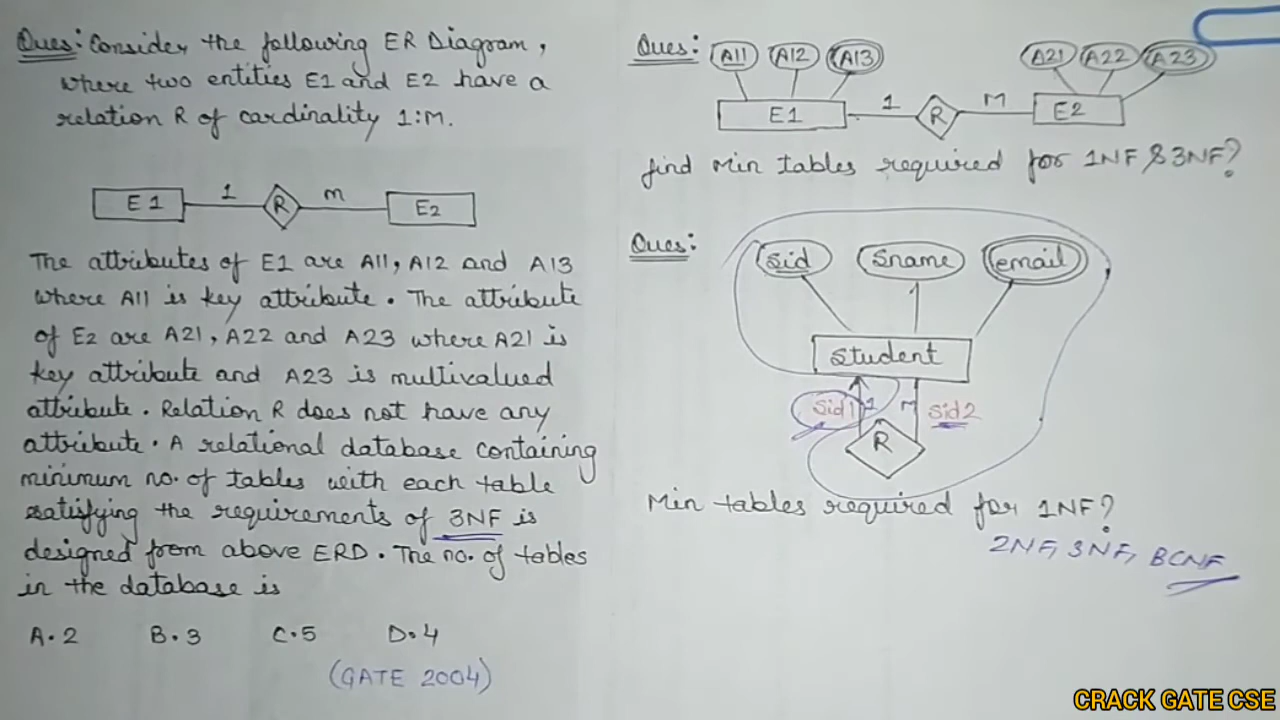 Ques: Consider the following ER Diagram,
where two entities E1 and E2 have a
relation R of cardinality 1:M.
E1 1 R m E2
The attributes of E1 are A11, A12 and A13
where A11 is key attribute. The attribute
of E2 are A21, A22 and A23 where A21 is
key attribute and A23 is multivalued
attribute. Relation R does not have any
attribute. A relational database containing
minimum no. of tables with each table
satisfying the requirements of 3NF is
designed from above ERD. The no. of tables
in the database is
A. 2 B. 3 C. 5 D. 4
(GATE 2004)
Ques: A11 A12 A13 A21 A22 A23
E1 1 R M E2
find Min tables required for 1NF & 3NF?
Ques:
Sid Sname email
Student
Sid1 1 M Sid2
R
Min tables required for 1NF?
2NF, 3NF, BCNF
CRACK GATE CSE